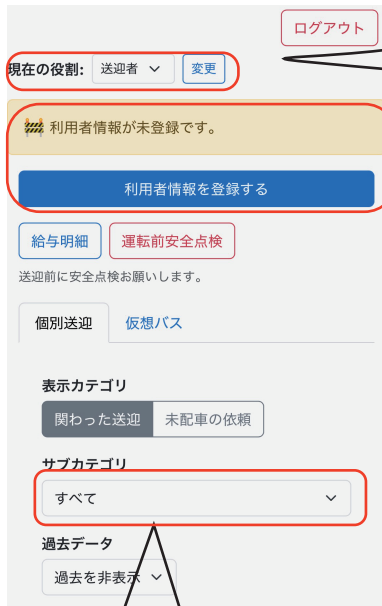 ログアウト
現在の役割: 送迎者 変更
🚧 利用者情報が未登録です。
利用者情報を登録する
給与明細 運転前安全点検
送迎前に安全点検お願いします。
個別送迎 仮想バス
表示カテゴリ
関わった送迎 未配車の依頼
サブカテゴリ
すべて
過去データ
過去を非表示